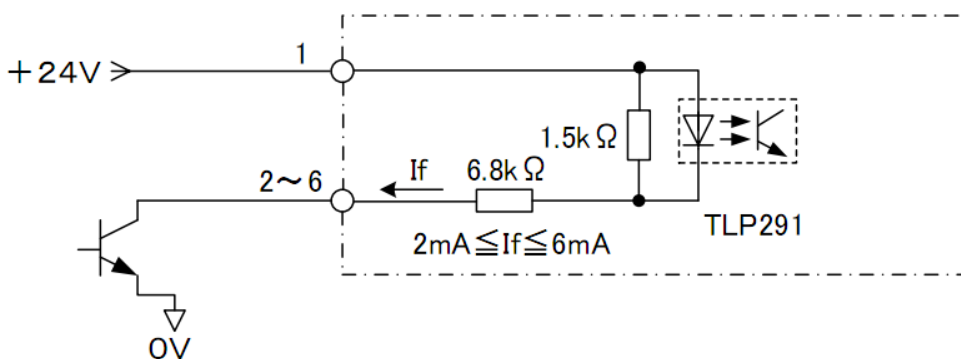 1
+24V
1.5kΩ
2~6
If
6.8kΩ
TLP291
2mA≦If≦6mA
0V